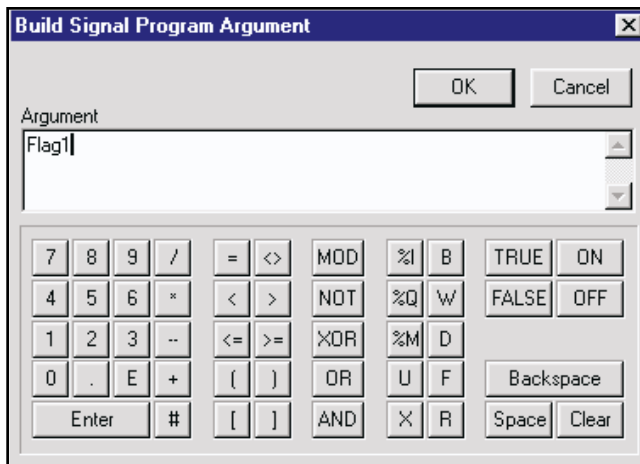 Build Signal Program Argument
OK Cancel
Argument
Flag1
7 8 9 / = <> MOD %I B TRUE ON
4 5 6 * < > NOT %Q W FALSE OFF
1 2 3 -- <= >= XOR %M D
0 . E + ( ) OR U F Backspace
Enter # [ ] AND X R Space Clear